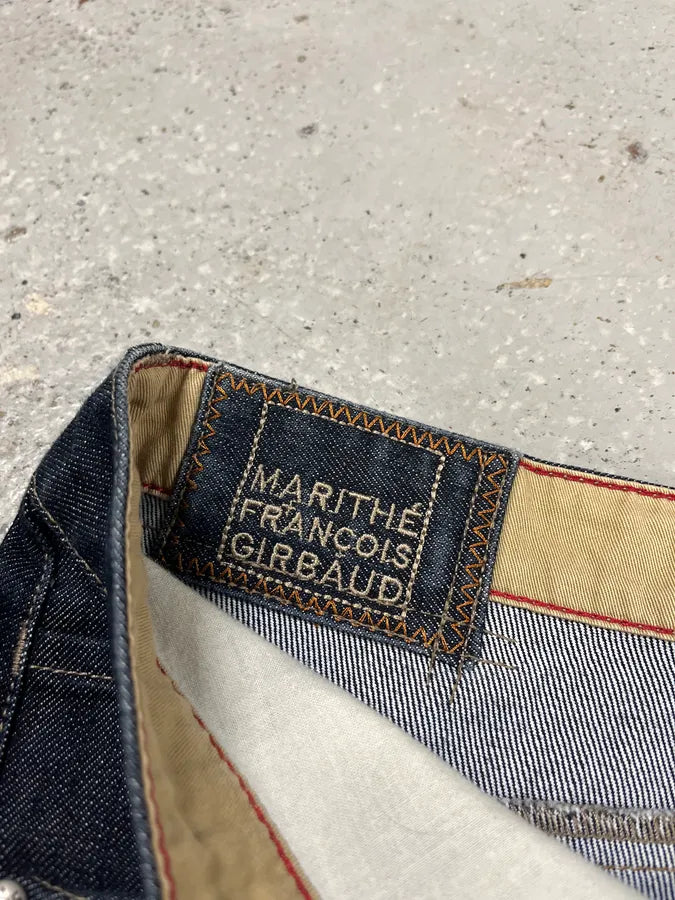 MARITHÉ
+
FRANÇOIS
GIRBAUD